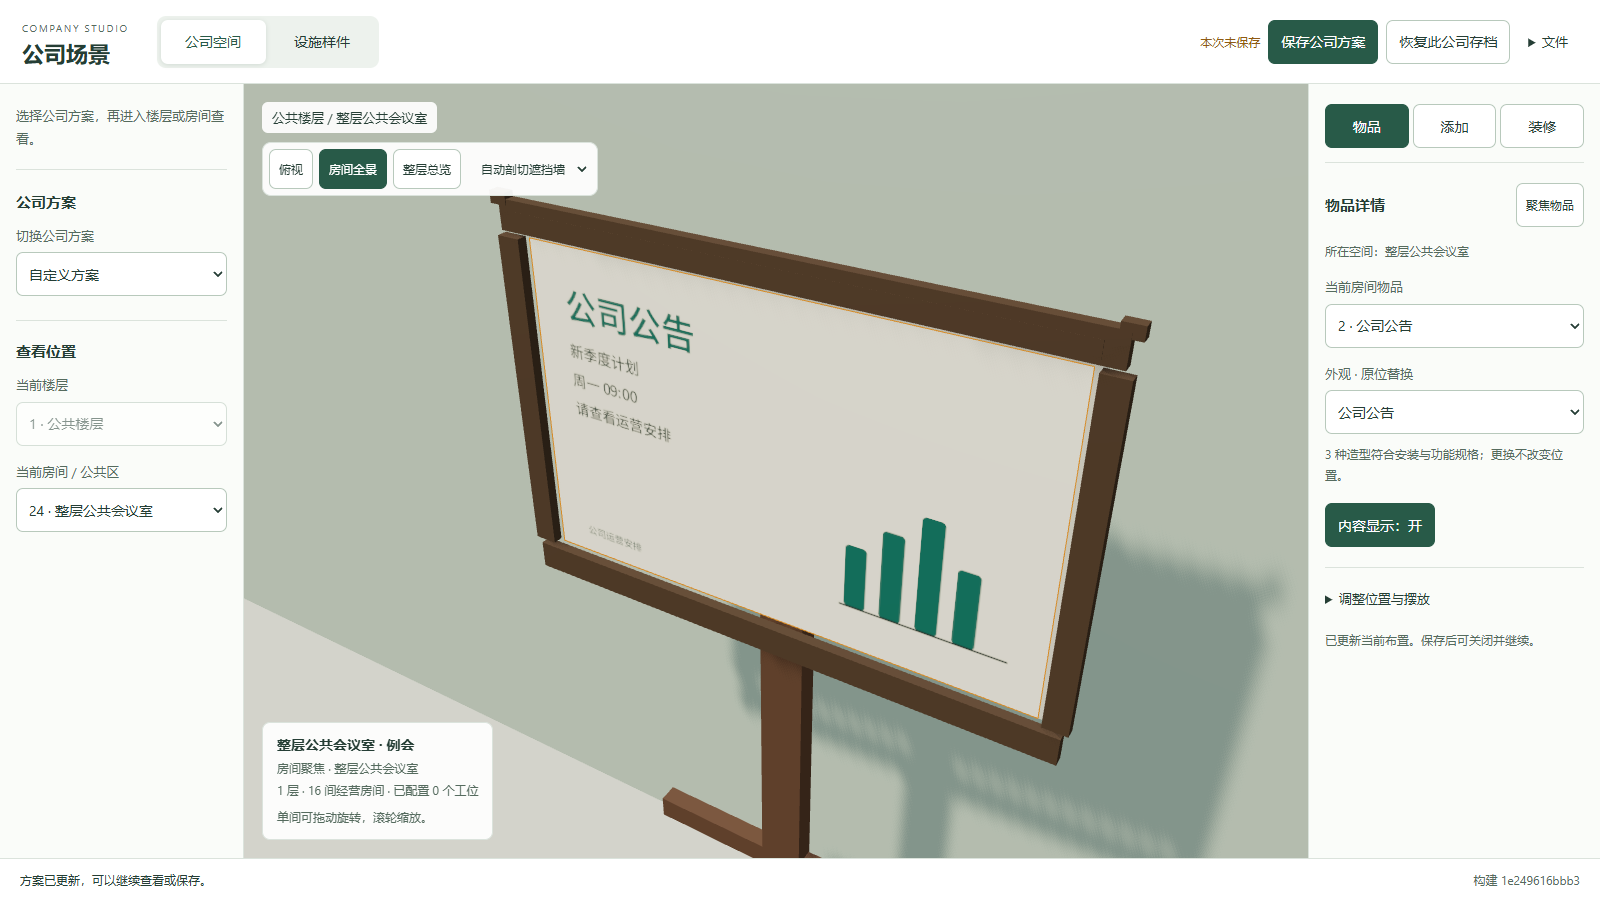 COMPANY STUDIO
公司场景
公司空间
设施样件
本次未保存
保存公司方案
恢复此公司存档
▶ 文件
选择公司方案，再进入楼层或房间查
看。
公司方案
切换公司方案
自定义方案
查看位置
当前楼层
1 · 公共楼层
当前房间 / 公共区
24 · 整层公共会议室
公共楼层 / 整层公共会议室
俯视
房间全景
整层总览
自动剖切遮挡墙
公司公告
新季度计划
周一 09:00
请查看运营安排
公司运营安排
整层公共会议室 · 例会
房间聚焦 · 整层公共会议室
1 层 · 16 间经营房间 · 已配置 0 个工位
单间可拖动旋转，滚轮缩放。
物品
添加
装修
物品详情
聚焦物品
所在空间：整层公共会议室
当前房间物品
2 · 公司公告
外观 · 原位替换
公司公告
3 种造型符合安装与功能规格；更换不改变位
置。
内容显示：开
▶ 调整位置与摆放
已更新当前布置。保存后可关闭并继续。
方案已更新，可以继续查看或保存。
构建 1e249616bbb3